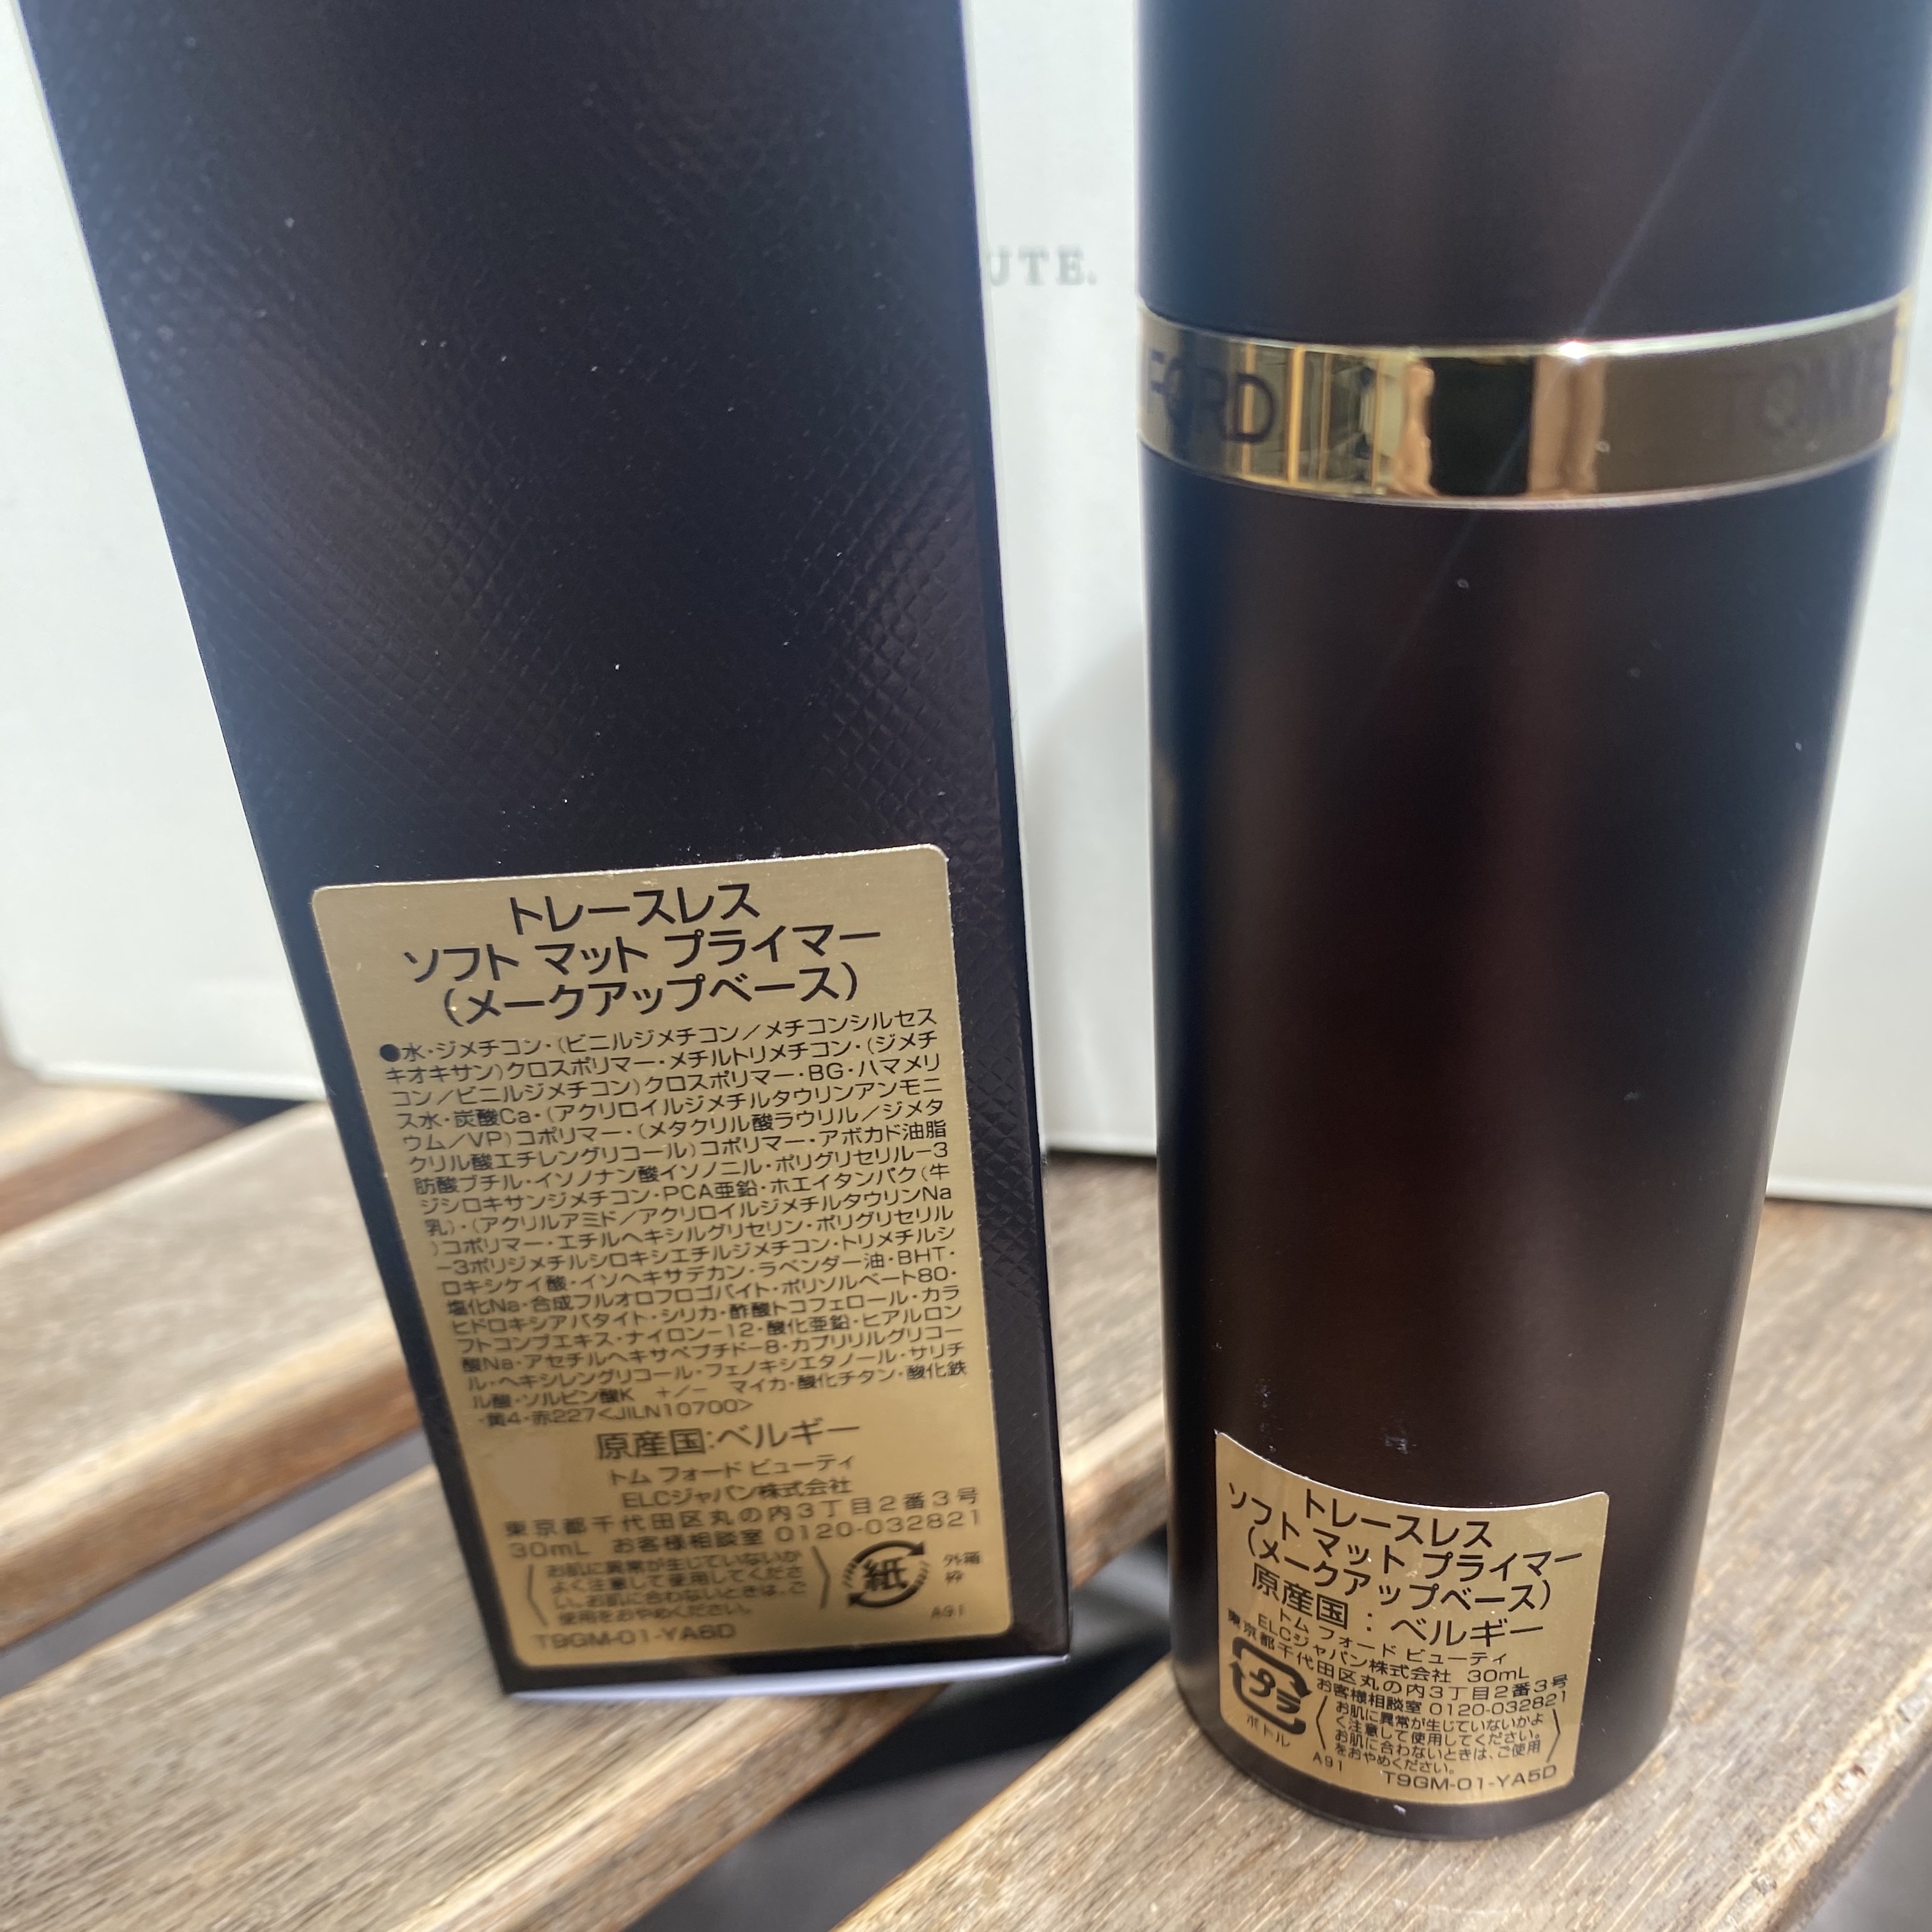 UTE.
トレースレス
ソフト マット プライマー
(メークアップベース)
●水・ジメチコン・(ビニルジメチコン／メチコンシルセス
キオキサン)クロスポリマー・メチルトリメチコン・(ジメチ
コン／ビニルジメチコン)クロスポリマー・BG・ハマメリ
ス水・炭酸Ca・(アクリロイルジメチルタウリンアンモニ
ウム／VP)コポリマー・(メタクリル酸ラウリル／ジメタ
クリル酸エチレングリコール)コポリマー・アボカド油脂
肪酸ブチル・イソノナン酸イソノニル・ポリグリセリル-3
ジシロキサンジメチコン・PCA亜鉛・ホエイタンパク(牛
乳)・(アクリルアミド／アクリロイルジメチルタウリンNa
)コポリマー・エチルヘキシルグリセリン・ポリグリセリル
-3ポリジメチルシロキシエチルジメチコン・トリメチルシ
ロキシケイ酸・イソヘキサデカン・ラベンダー油・BHT・
塩化Na・合成フルオロフロゴパイト・ポリソルベート80・
ヒドロキシアパタイト・シリカ・酢酸トコフェロール・カラ
フトコンブエキス・ナイロン-12・酸化亜鉛・ヒアルロン
酸Na・アセチルヘキサペプチド-8・カプリリルグリコー
ル・ヘキシレングリコール・フェノキシエタノール・サリチ
ル酸・ソルビン酸K +/− マイカ・酸化チタン・酸化鉄
・黄4・赤227<JILN10700>
原産国:ベルギー
トム フォード ビューティ
ELCジャパン株式会社
東京都千代田区丸の内3丁目2番3号
30mL お客様相談室 0120-032821
お肌に異常が生じていないか
よく注意して使用してくださ
い。お肌に合わないときは、ご
使用をおやめください。
紙
外箱
枠
A91
T9GM-01-YA6D
FORD
TOM F
トレースレス
ソフト マット プライマー
(メークアップベース)
原産国：ベルギー
トム フォード ビューティ
ELCジャパン株式会社 30mL
東京都千代田区丸の内3丁目2番3号
お客様相談室 0120-032821
プラ
ボトル
お肌に異常が生じていないかよ
く注意して使用してください。
お肌に合わないときは、ご使用
をおやめください。
A91
T9GM-01-YA5D